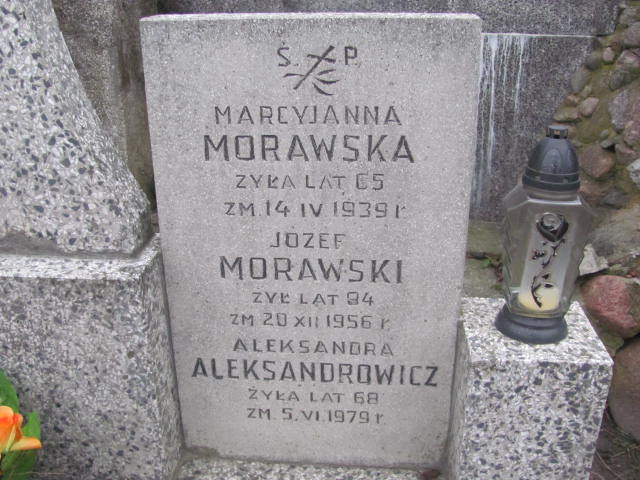 Ś. P.
MARCYJANNA
MORAWSKA
ŻYŁA LAT 65
ZM. 14 IV 1939 r.
JÓZEF
MORAWSKI
ŻYŁ LAT 84
ZM 20 XII 1956 r.
ALEKSANDRA
ALEKSANDROWICZ
ŻYŁA LAT 68
ZM. 5. VI. 1979 r